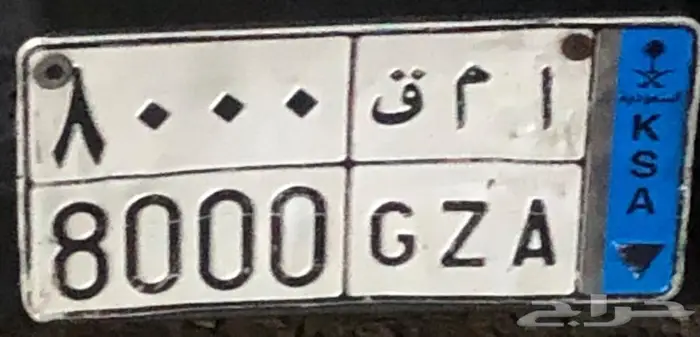 ٨٠٠٠ ا م ق
8000 GZA
السعودية
KSA
حراج